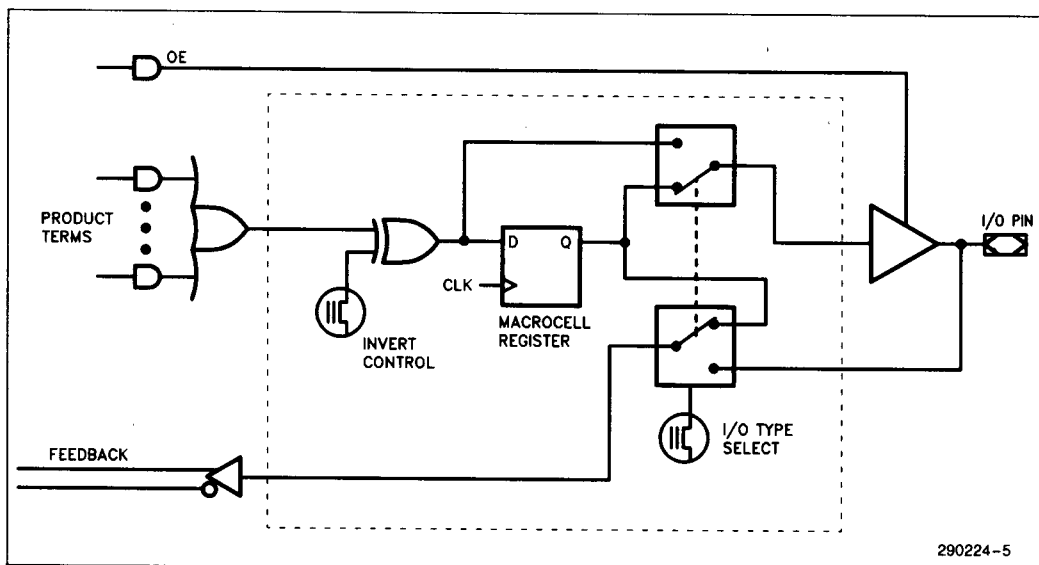 OE
PRODUCT
TERMS
I/O PIN
D
Q
CLK
MACROCELL
REGISTER
INVERT
CONTROL
I/O TYPE
SELECT
FEEDBACK
290224-5